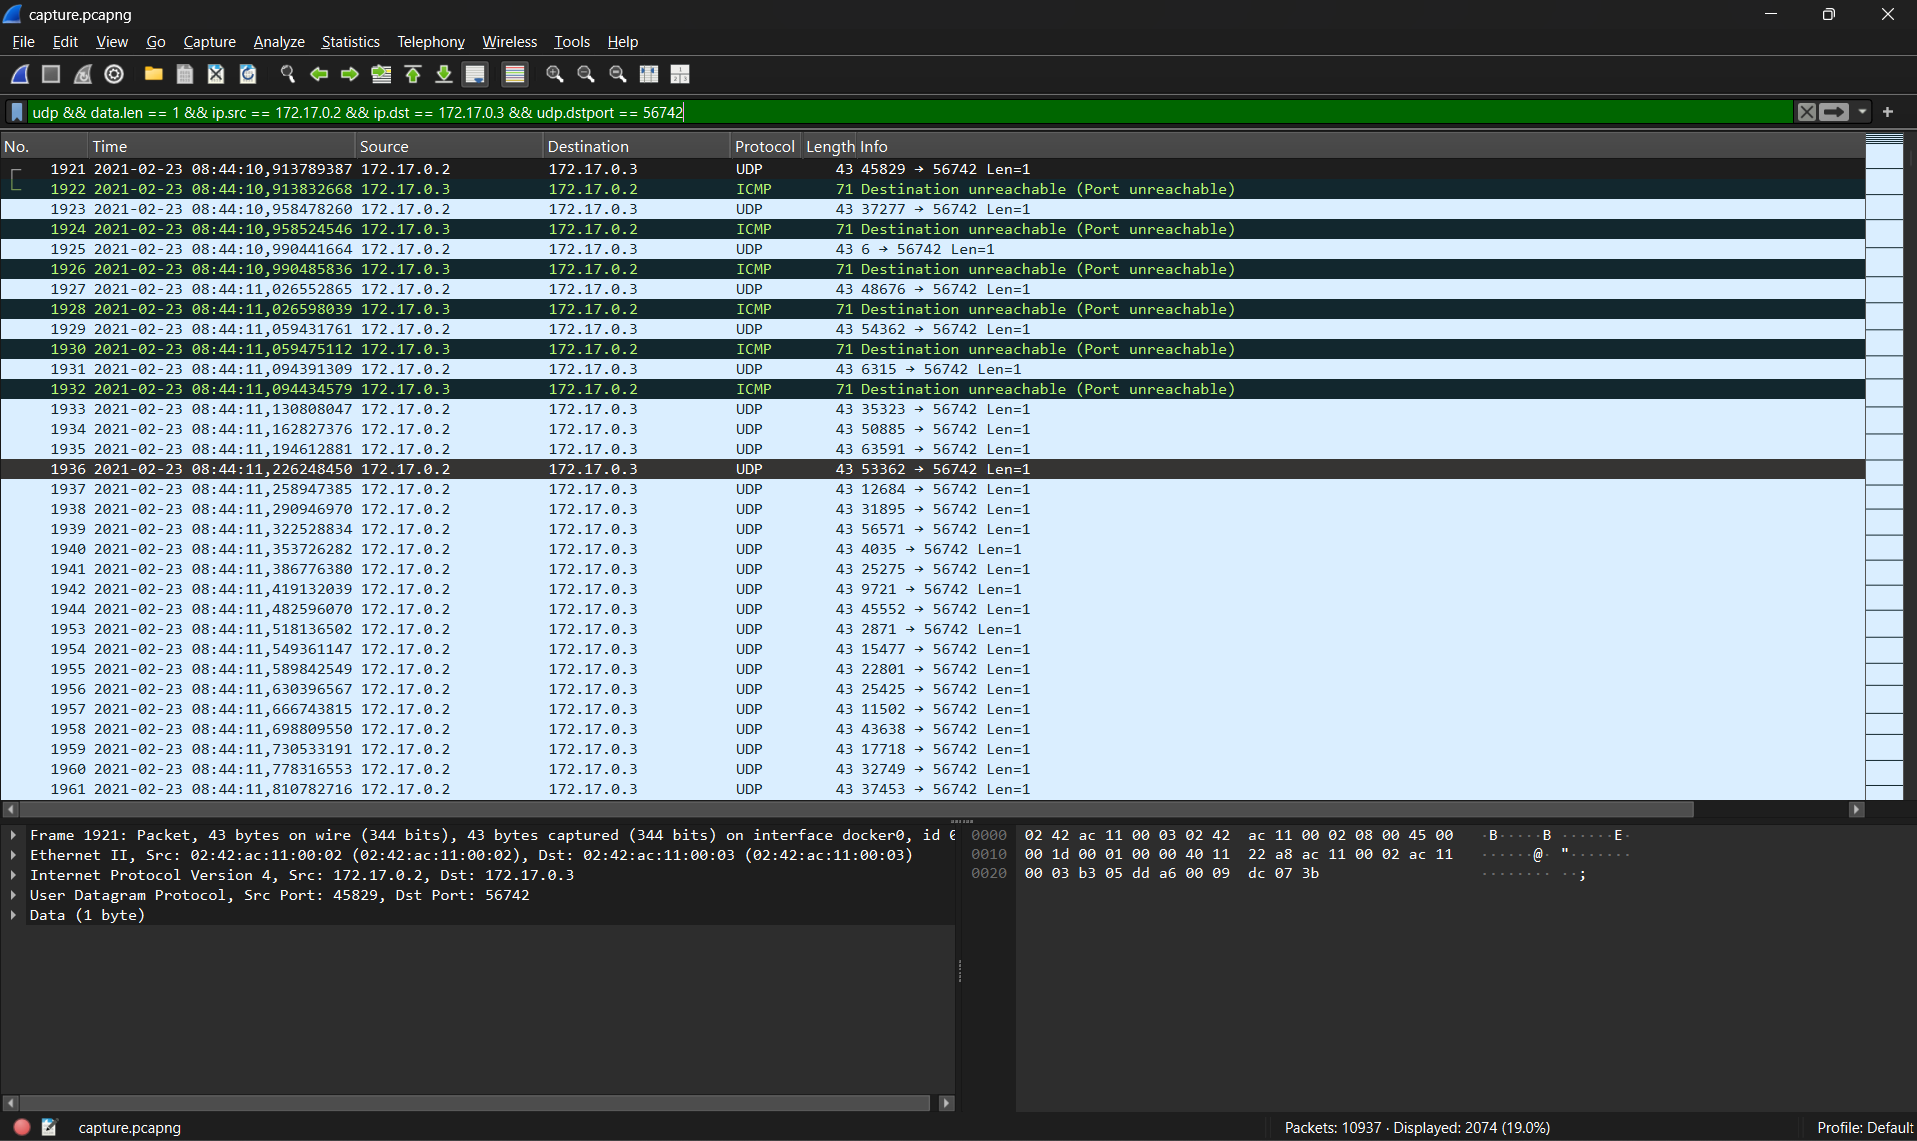 capture.pcapng
File Edit View Go Capture Analyze Statistics Telephony Wireless Tools Help
udp && data.len == 1 && ip.src == 172.17.0.2 && ip.dst == 172.17.0.3 && udp.dstport == 56742
No. Time Source Destination Protocol Length Info
1921 2021-02-23 08:44:10,913789387 172.17.0.2 172.17.0.3 UDP 43 45829 → 56742 Len=1
1922 2021-02-23 08:44:10,913832668 172.17.0.3 172.17.0.2 ICMP 71 Destination unreachable (Port unreachable)
1923 2021-02-23 08:44:10,958478260 172.17.0.2 172.17.0.3 UDP 43 37277 → 56742 Len=1
1924 2021-02-23 08:44:10,958524546 172.17.0.3 172.17.0.2 ICMP 71 Destination unreachable (Port unreachable)
1925 2021-02-23 08:44:10,990441664 172.17.0.2 172.17.0.3 UDP 43 6 → 56742 Len=1
1926 2021-02-23 08:44:10,990485836 172.17.0.3 172.17.0.2 ICMP 71 Destination unreachable (Port unreachable)
1927 2021-02-23 08:44:11,026552865 172.17.0.2 172.17.0.3 UDP 43 48676 → 56742 Len=1
1928 2021-02-23 08:44:11,026598039 172.17.0.3 172.17.0.2 ICMP 71 Destination unreachable (Port unreachable)
1929 2021-02-23 08:44:11,059431761 172.17.0.2 172.17.0.3 UDP 43 54362 → 56742 Len=1
1930 2021-02-23 08:44:11,059475112 172.17.0.3 172.17.0.2 ICMP 71 Destination unreachable (Port unreachable)
1931 2021-02-23 08:44:11,094391309 172.17.0.2 172.17.0.3 UDP 43 6315 → 56742 Len=1
1932 2021-02-23 08:44:11,094434579 172.17.0.3 172.17.0.2 ICMP 71 Destination unreachable (Port unreachable)
1933 2021-02-23 08:44:11,130808047 172.17.0.2 172.17.0.3 UDP 43 35323 → 56742 Len=1
1934 2021-02-23 08:44:11,162827376 172.17.0.2 172.17.0.3 UDP 43 50885 → 56742 Len=1
1935 2021-02-23 08:44:11,194612881 172.17.0.2 172.17.0.3 UDP 43 63591 → 56742 Len=1
1936 2021-02-23 08:44:11,226248450 172.17.0.2 172.17.0.3 UDP 43 53362 → 56742 Len=1
1937 2021-02-23 08:44:11,258947385 172.17.0.2 172.17.0.3 UDP 43 12684 → 56742 Len=1
1938 2021-02-23 08:44:11,290946970 172.17.0.2 172.17.0.3 UDP 43 31895 → 56742 Len=1
1939 2021-02-23 08:44:11,322528834 172.17.0.2 172.17.0.3 UDP 43 56571 → 56742 Len=1
1940 2021-02-23 08:44:11,353726282 172.17.0.2 172.17.0.3 UDP 43 4035 → 56742 Len=1
1941 2021-02-23 08:44:11,386776380 172.17.0.2 172.17.0.3 UDP 43 25275 → 56742 Len=1
1942 2021-02-23 08:44:11,419132039 172.17.0.2 172.17.0.3 UDP 43 9721 → 56742 Len=1
1944 2021-02-23 08:44:11,482596070 172.17.0.2 172.17.0.3 UDP 43 45552 → 56742 Len=1
1953 2021-02-23 08:44:11,518136502 172.17.0.2 172.17.0.3 UDP 43 2871 → 56742 Len=1
1954 2021-02-23 08:44:11,549361147 172.17.0.2 172.17.0.3 UDP 43 15477 → 56742 Len=1
1955 2021-02-23 08:44:11,589842549 172.17.0.2 172.17.0.3 UDP 43 22801 → 56742 Len=1
1956 2021-02-23 08:44:11,630396567 172.17.0.2 172.17.0.3 UDP 43 25425 → 56742 Len=1
1957 2021-02-23 08:44:11,666743815 172.17.0.2 172.17.0.3 UDP 43 11502 → 56742 Len=1
1958 2021-02-23 08:44:11,698809550 172.17.0.2 172.17.0.3 UDP 43 43638 → 56742 Len=1
1959 2021-02-23 08:44:11,730533191 172.17.0.2 172.17.0.3 UDP 43 17718 → 56742 Len=1
1960 2021-02-23 08:44:11,778316553 172.17.0.2 172.17.0.3 UDP 43 32749 → 56742 Len=1
1961 2021-02-23 08:44:11,810782716 172.17.0.2 172.17.0.3 UDP 43 37453 → 56742 Len=1
Frame 1921: Packet, 43 bytes on wire (344 bits), 43 bytes captured (344 bits) on interface docker0, id 0
Ethernet II, Src: 02:42:ac:11:00:02 (02:42:ac:11:00:02), Dst: 02:42:ac:11:00:03 (02:42:ac:11:00:03)
Internet Protocol Version 4, Src: 172.17.0.2, Dst: 172.17.0.3
User Datagram Protocol, Src Port: 45829, Dst Port: 56742
Data (1 byte)
0000 02 42 ac 11 00 03 02 42 ac 11 00 02 08 00 45 00 ·B·····B ······E·
0010 00 1d 00 01 00 00 40 11 22 a8 ac 11 00 02 ac 11 ······@· "·······
0020 00 03 b3 05 dd a6 00 09 dc 07 3b ········ ··;
capture.pcapng
Packets: 10937 · Displayed: 2074 (19.0%)
Profile: Default